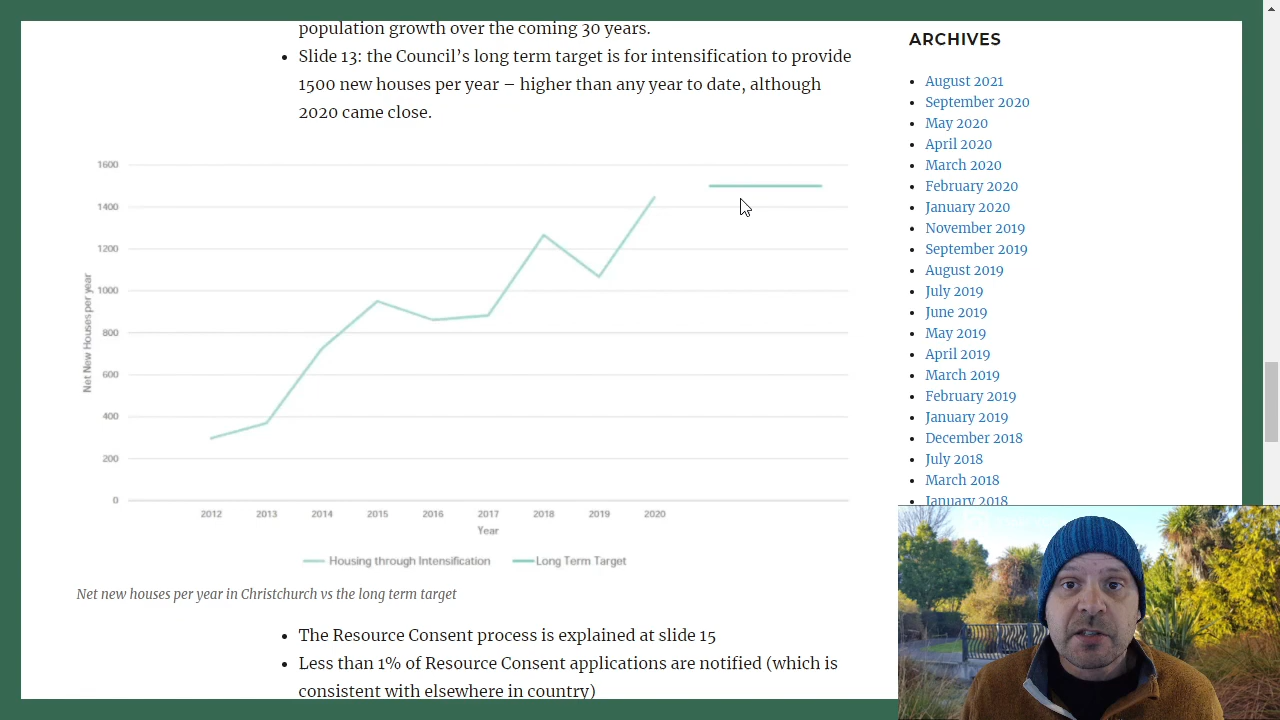 population growth over the coming 30 years.
• Slide 13: the Council’s long term target is for intensification to provide
1500 new houses per year – higher than any year to date, although
2020 came close.
1600
1400
1200
1000
800
600
400
200
0
Net New Houses per year
2012 2013 2014 2015 2016 2017 2018 2019 2020
Year
Housing through Intensification Long Term Target
Net new houses per year in Christchurch vs the long term target
• The Resource Consent process is explained at slide 15
• Less than 1% of Resource Consent applications are notified (which is
consistent with elsewhere in country)
ARCHIVES
• August 2021
• September 2020
• May 2020
• April 2020
• March 2020
• February 2020
• January 2020
• November 2019
• September 2019
• August 2019
• July 2019
• June 2019
• May 2019
• April 2019
• March 2019
• February 2019
• January 2019
• December 2018
• July 2018
• March 2018
• January 2018